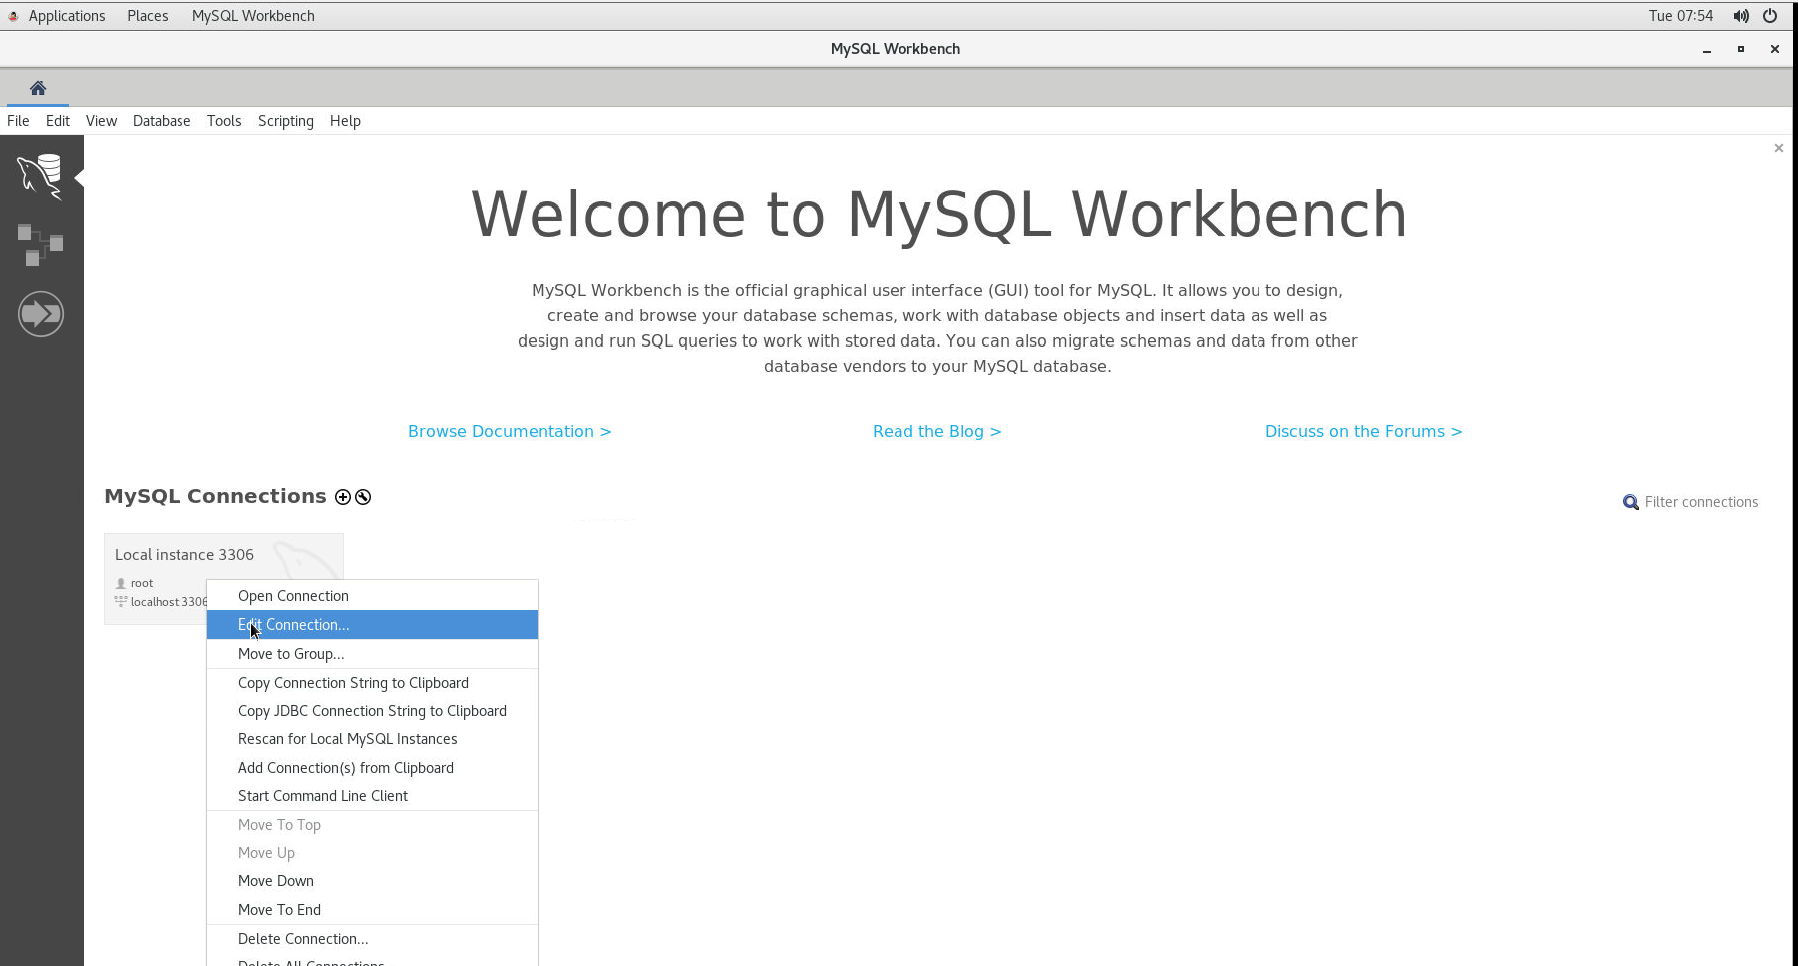 Applications Places MySQL Workbench Tue 07:54
MySQL Workbench
File Edit View Database Tools Scripting Help
Welcome to MySQL Workbench
MySQL Workbench is the official graphical user interface (GUI) tool for MySQL. It allows you to design,
create and browse your database schemas, work with database objects and insert data as well as
design and run SQL queries to work with stored data. You can also migrate schemas and data from other
database vendors to your MySQL database.
Browse Documentation > Read the Blog > Discuss on the Forums >
MySQL Connections
Filter connections
Local instance 3306
root
localhost 3306
Open Connection
Edit Connection...
Move to Group...
Copy Connection String to Clipboard
Copy JDBC Connection String to Clipboard
Rescan for Local MySQL Instances
Add Connection(s) from Clipboard
Start Command Line Client
Move To Top
Move Up
Move Down
Move To End
Delete Connection...
Delete All Connections